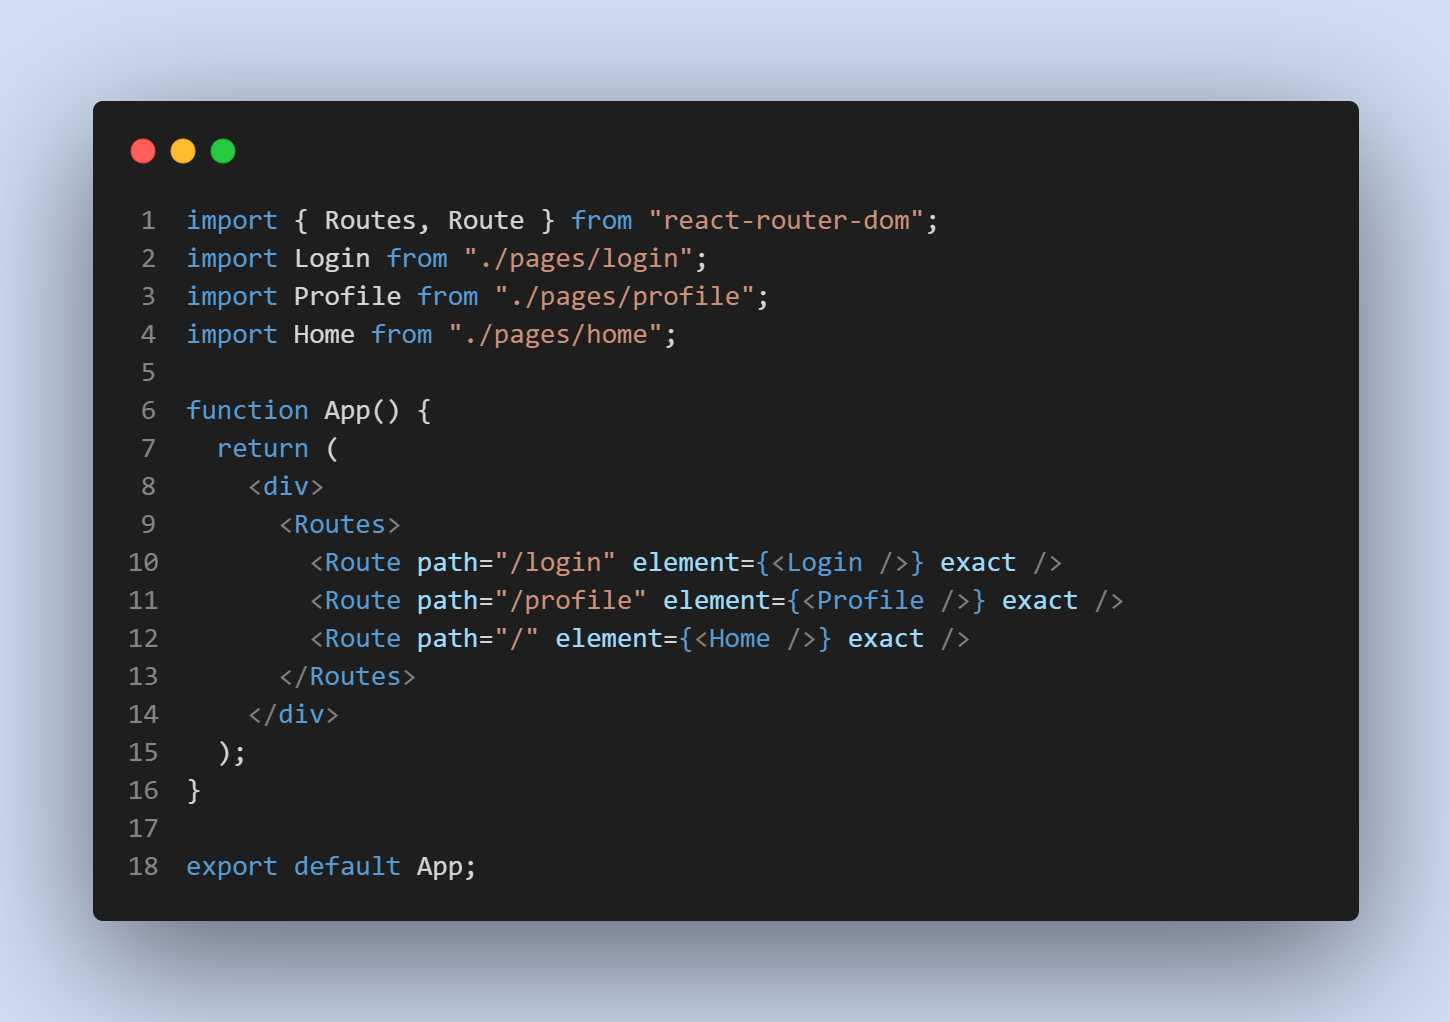 1 import { Routes, Route } from "react-router-dom";
2 import Login from "./pages/login";
3 import Profile from "./pages/profile";
4 import Home from "./pages/home";
5
6 function App() {
7   return (
8     <div>
9       <Routes>
10         <Route path="/login" element={<Login />} exact />
11         <Route path="/profile" element={<Profile />} exact />
12         <Route path="/" element={<Home />} exact />
13       </Routes>
14     </div>
15   );
16 }
17
18 export default App;